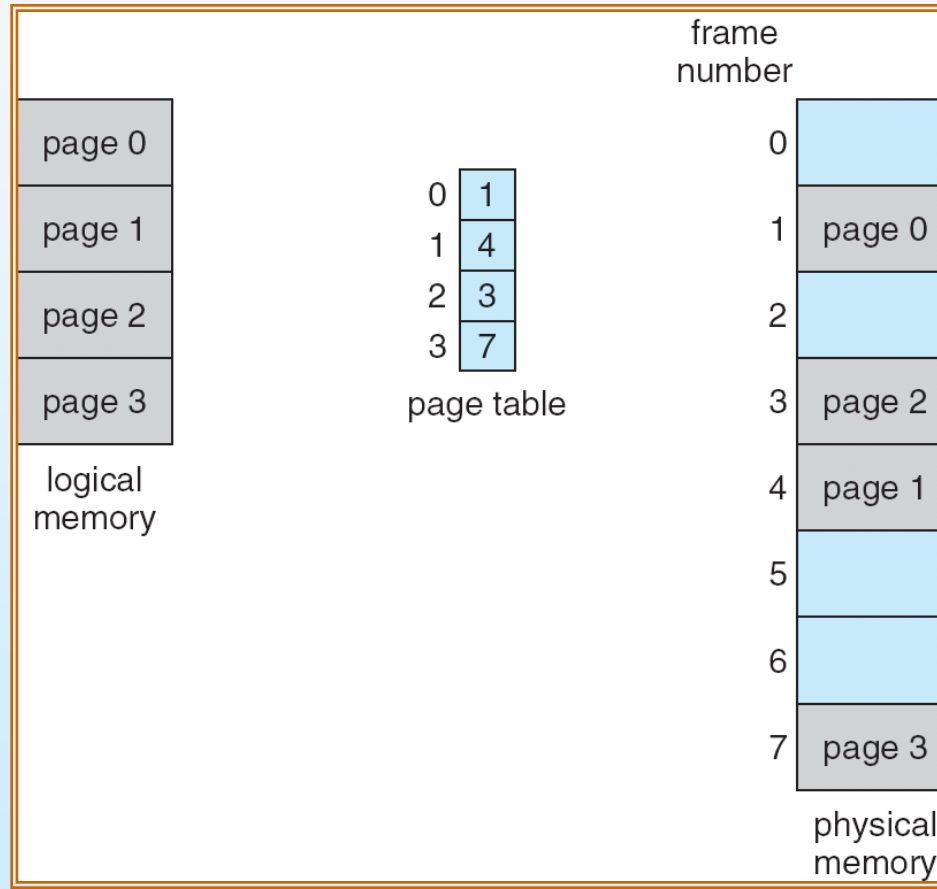 frame
number
page 0
page 1
page 2
page 3
logical
memory
0 1
1 4
2 3
3 7
page table
0
1 page 0
2
3 page 2
4 page 1
5
6
7 page 3
physical
memory